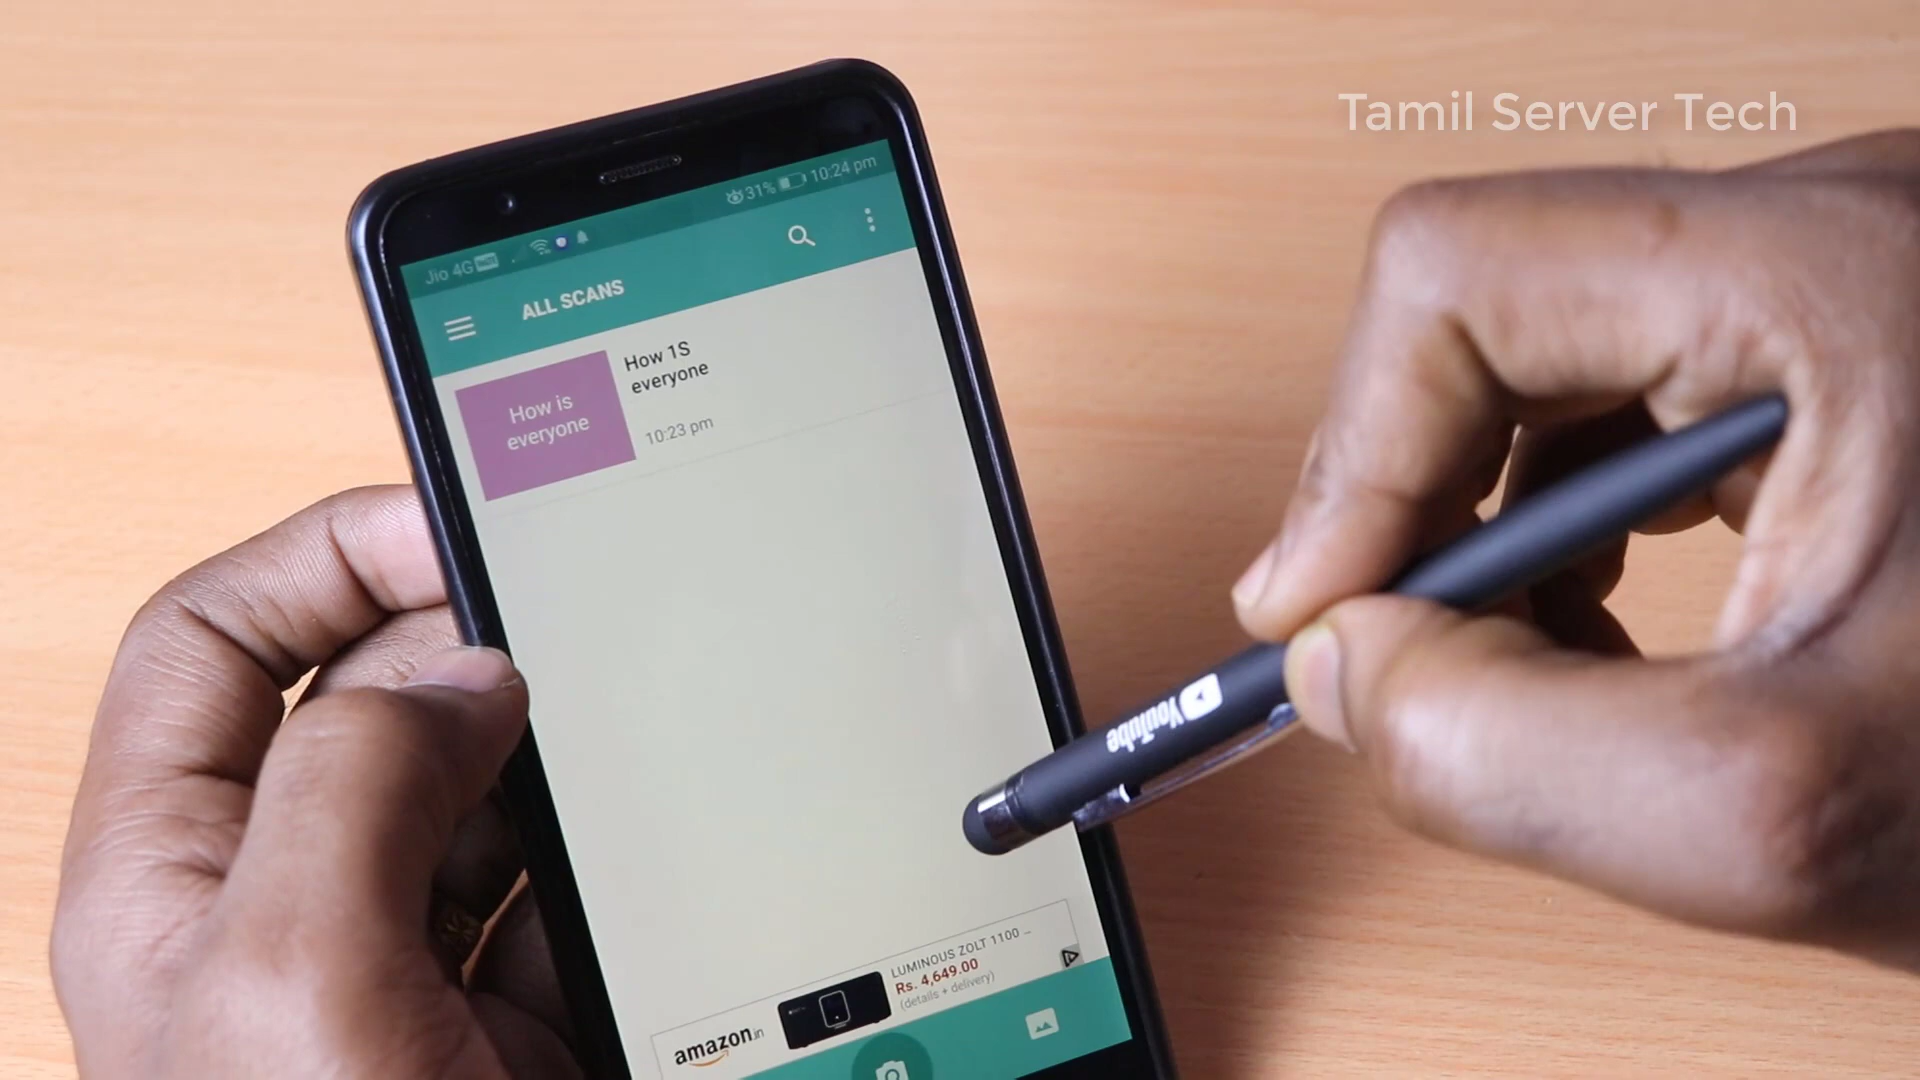 Tamil Server Tech
Jio 4G
31% 10:24 pm
ALL SCANS
How is
everyone
How 1S
everyone
10:23 pm
YouTube
LUMINOUS ZOLT 1100 ...
Rs. 4,649.00
(details + delivery)
amazon.in